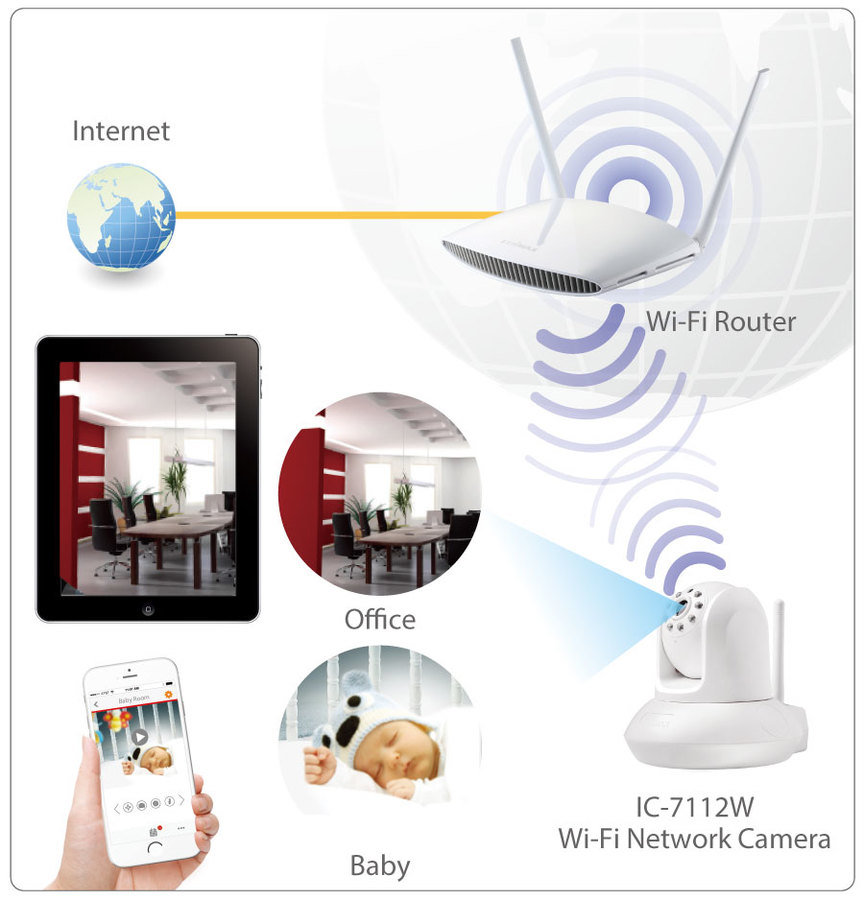 Internet
Wi-Fi Router
Office
Baby Room
IC-7112W
Wi-Fi Network Camera
Baby